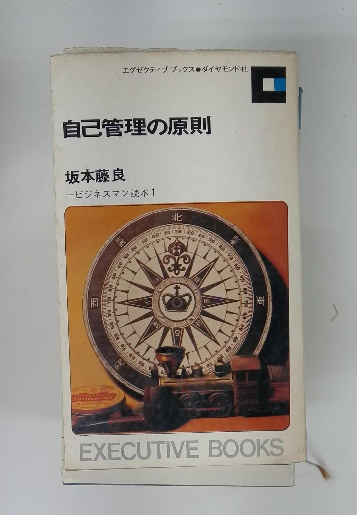 エグゼクティブ ブックス●ダイヤモンド社
自己管理の原則
坂本藤良
―ビジネスマン読本1
北
西
東
EXECUTIVE BOOKS